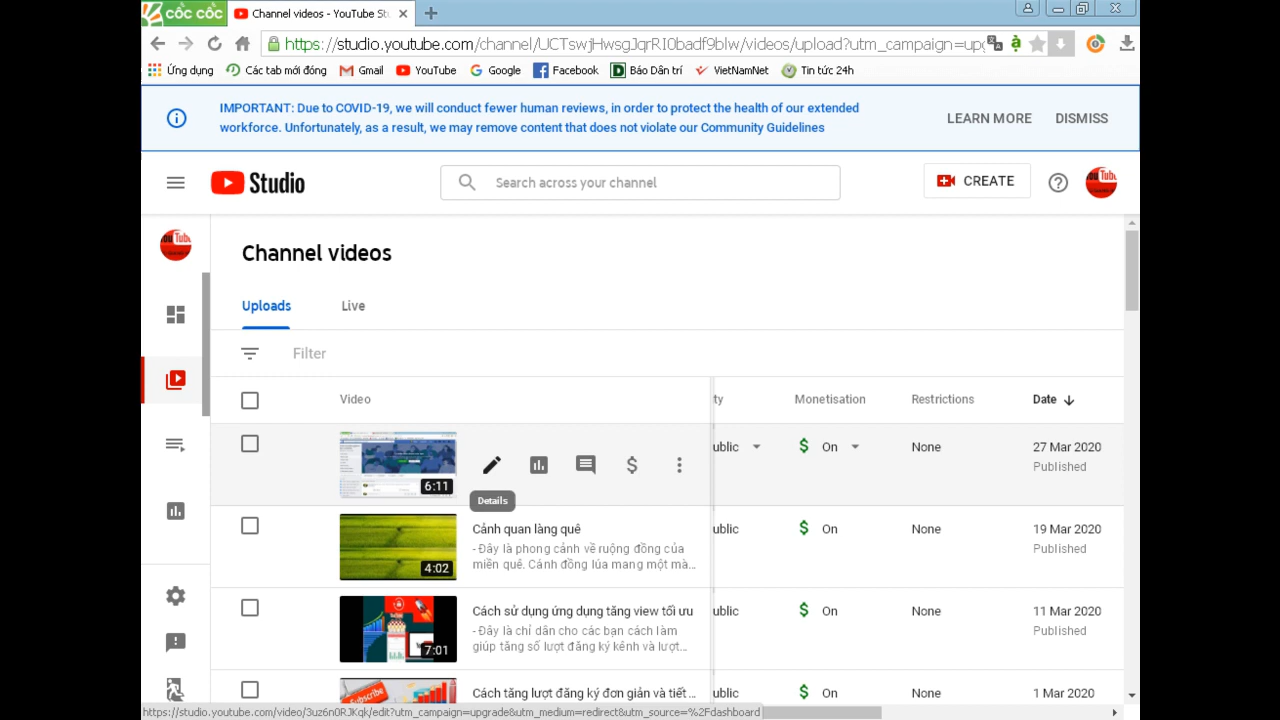 cốc cốc
Channel videos - YouTube St
https://studio.youtube.com/channel/UCTswjHwsgJqrRI0badf9blw/videos/upload?utm_campaign=upg
Ứng dụng
Các tab mới đóng
Gmail
YouTube
Google
Facebook
Báo Dân trí
VietNamNet
Tin tức 24h
IMPORTANT: Due to COVID-19, we will conduct fewer human reviews, in order to protect the health of our extended
workforce. Unfortunately, as a result, we may remove content that does not violate our Community Guidelines
LEARN MORE
DISMISS
Studio
Search across your channel
CREATE
Channel videos
Uploads
Live
Filter
Video
ty
Monetisation
Restrictions
Date
6:11
Details
ublic
On
None
27 Mar 2020
Published
4:02
Cảnh quan làng quê
- Đây là phong cảnh về ruộng đồng của
miền quê. Cánh đồng lúa mang một mà...
ublic
On
None
19 Mar 2020
Published
7:01
Cách sử dụng ứng dụng tăng view tối ưu
- Đây là chỉ dẫn cho các bạn cách làm
giúp tăng số lượt đăng ký kênh và lượt...
ublic
On
None
11 Mar 2020
Published
Subscribe
Cách tăng lượt đăng ký đơn giản và tiết ...
ublic
On
None
1 Mar 2020
https://studio.youtube.com/video/3uz6n0RJKqk/edit?utm_campaign=upgrade&utm_medium=redirect&utm_source=%2Fdashboard